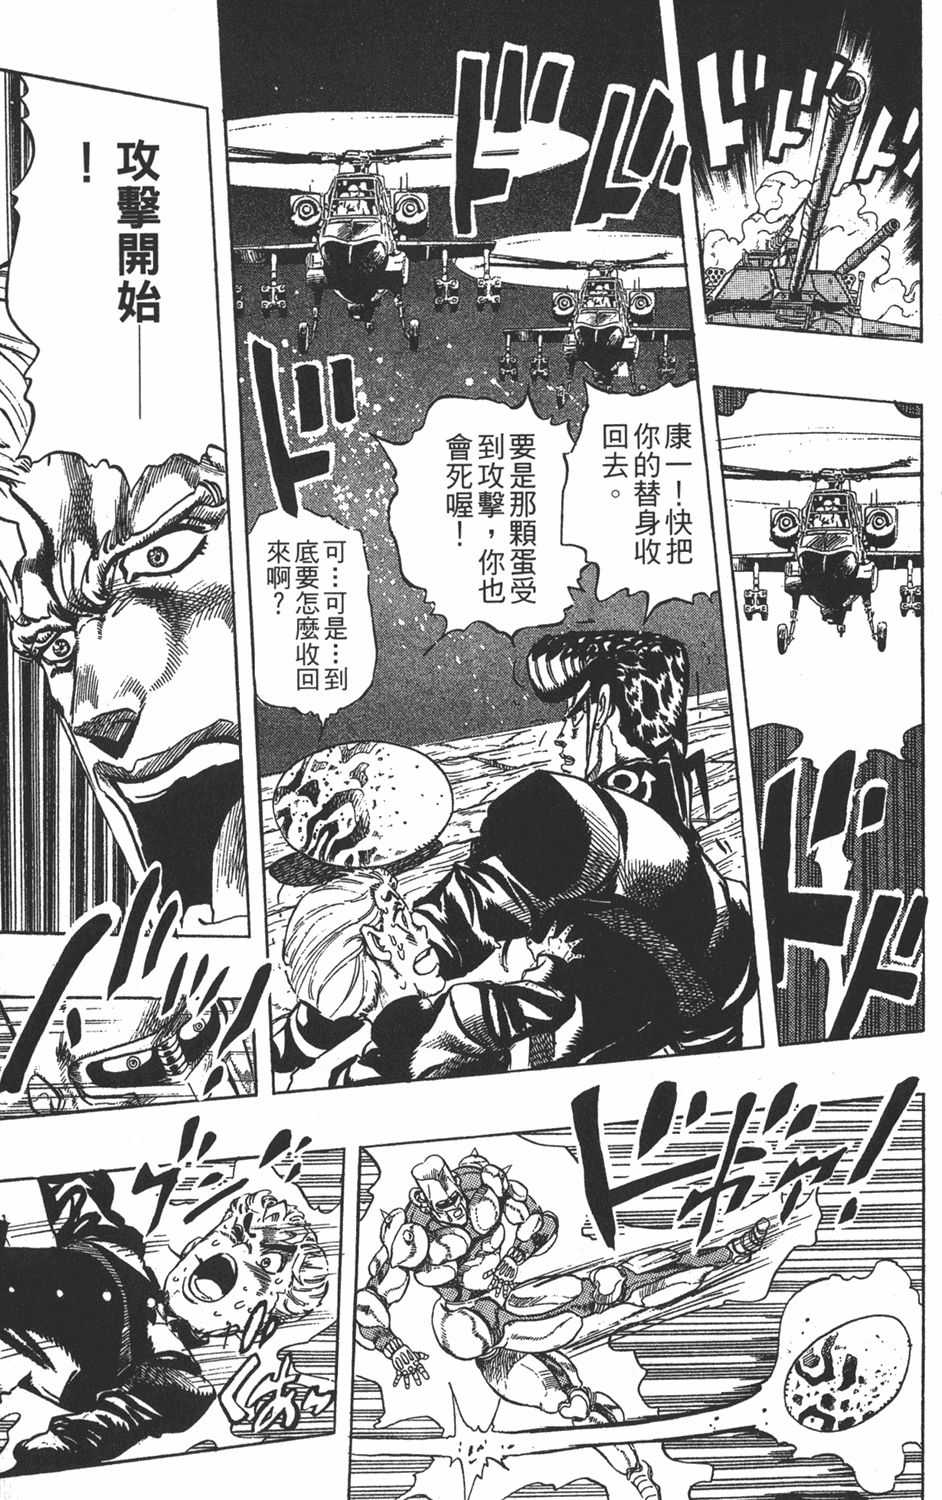 ドドド
ドド
ド
ドド
康一！快把
你的替身收
回去。
要是那顆蛋受
到攻擊，你也
會死喔！
可…可是…到
底要怎麼收回
來啊？
攻擊開始——
！
ドドド
ドガァ！